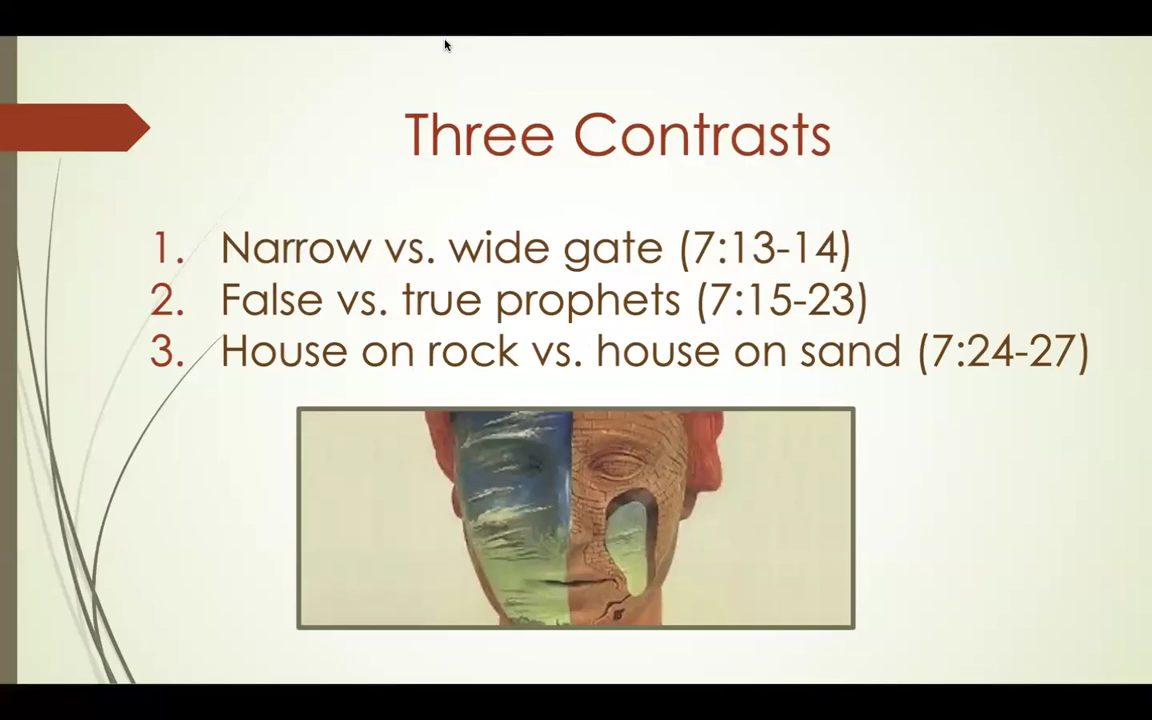 Three Contrasts
1. Narrow vs. wide gate (7:13-14)
2. False vs. true prophets (7:15-23)
3. House on rock vs. house on sand (7:24-27)